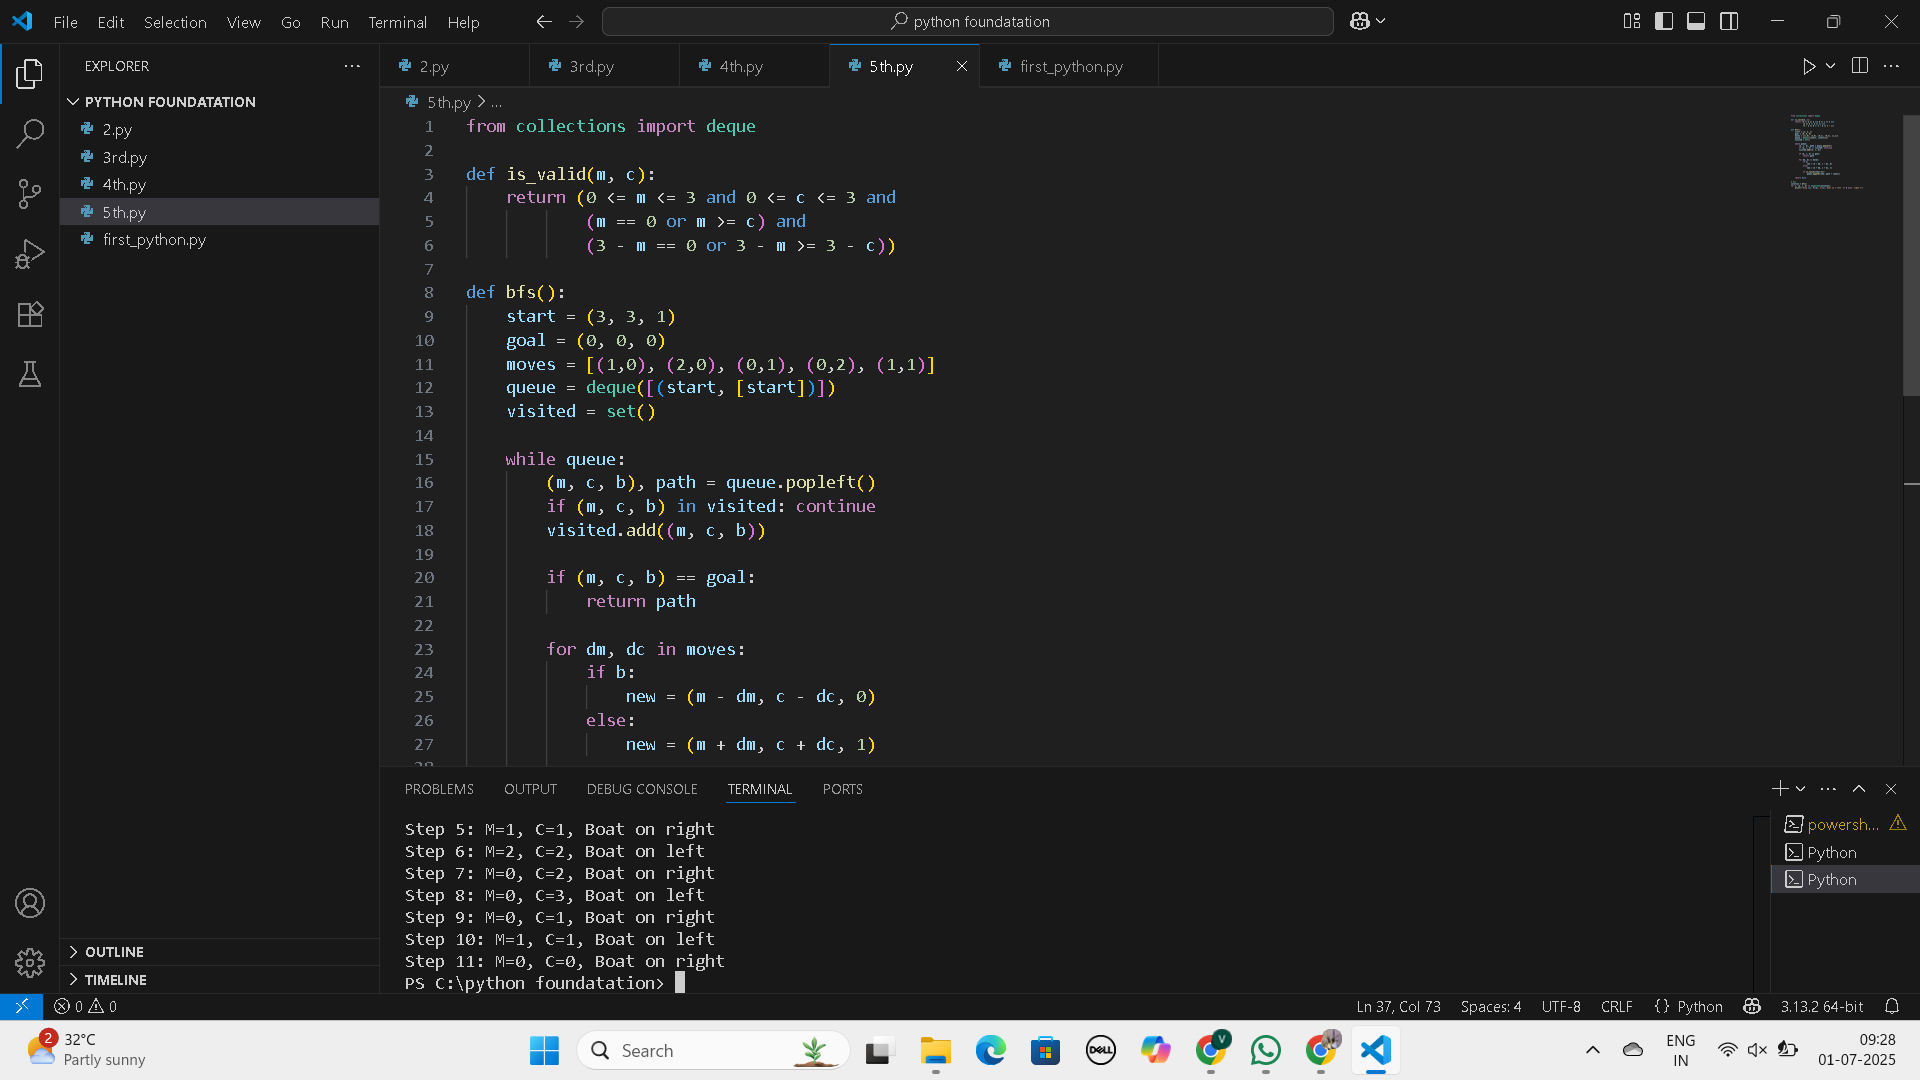 File Edit Selection View Go Run Terminal Help
python foundatation
EXPLORER
PYTHON FOUNDATATION
2.py
3rd.py
4th.py
5th.py
first_python.py
OUTLINE
TIMELINE
2.py 3rd.py 4th.py 5th.py first_python.py
5th.py > ...
1 from collections import deque
2
3 def is_valid(m, c):
4 return (0 <= m <= 3 and 0 <= c <= 3 and
5 (m == 0 or m >= c) and
6 (3 - m == 0 or 3 - m >= 3 - c))
7
8 def bfs():
9 start = (3, 3, 1)
10 goal = (0, 0, 0)
11 moves = [(1,0), (2,0), (0,1), (0,2), (1,1)]
12 queue = deque([(start, [start])])
13 visited = set()
14
15 while queue:
16 (m, c, b), path = queue.popleft()
17 if (m, c, b) in visited: continue
18 visited.add((m, c, b))
19
20 if (m, c, b) == goal:
21 return path
22
23 for dm, dc in moves:
24 if b:
25 new = (m - dm, c - dc, 0)
26 else:
27 new = (m + dm, c + dc, 1)
PROBLEMS OUTPUT DEBUG CONSOLE TERMINAL PORTS
Step 5: M=1, C=1, Boat on right
Step 6: M=2, C=2, Boat on left
Step 7: M=0, C=2, Boat on right
Step 8: M=0, C=3, Boat on left
Step 9: M=0, C=1, Boat on right
Step 10: M=1, C=1, Boat on left
Step 11: M=0, C=0, Boat on right
PS C:\python foundatation>
powersh...
Python
Python
0 0
Ln 37, Col 73 Spaces: 4 UTF-8 CRLF {} Python 3.13.2 64-bit
2
32°C
Partly sunny
Search
DELL
V
ENG
IN
09:28
01-07-2025